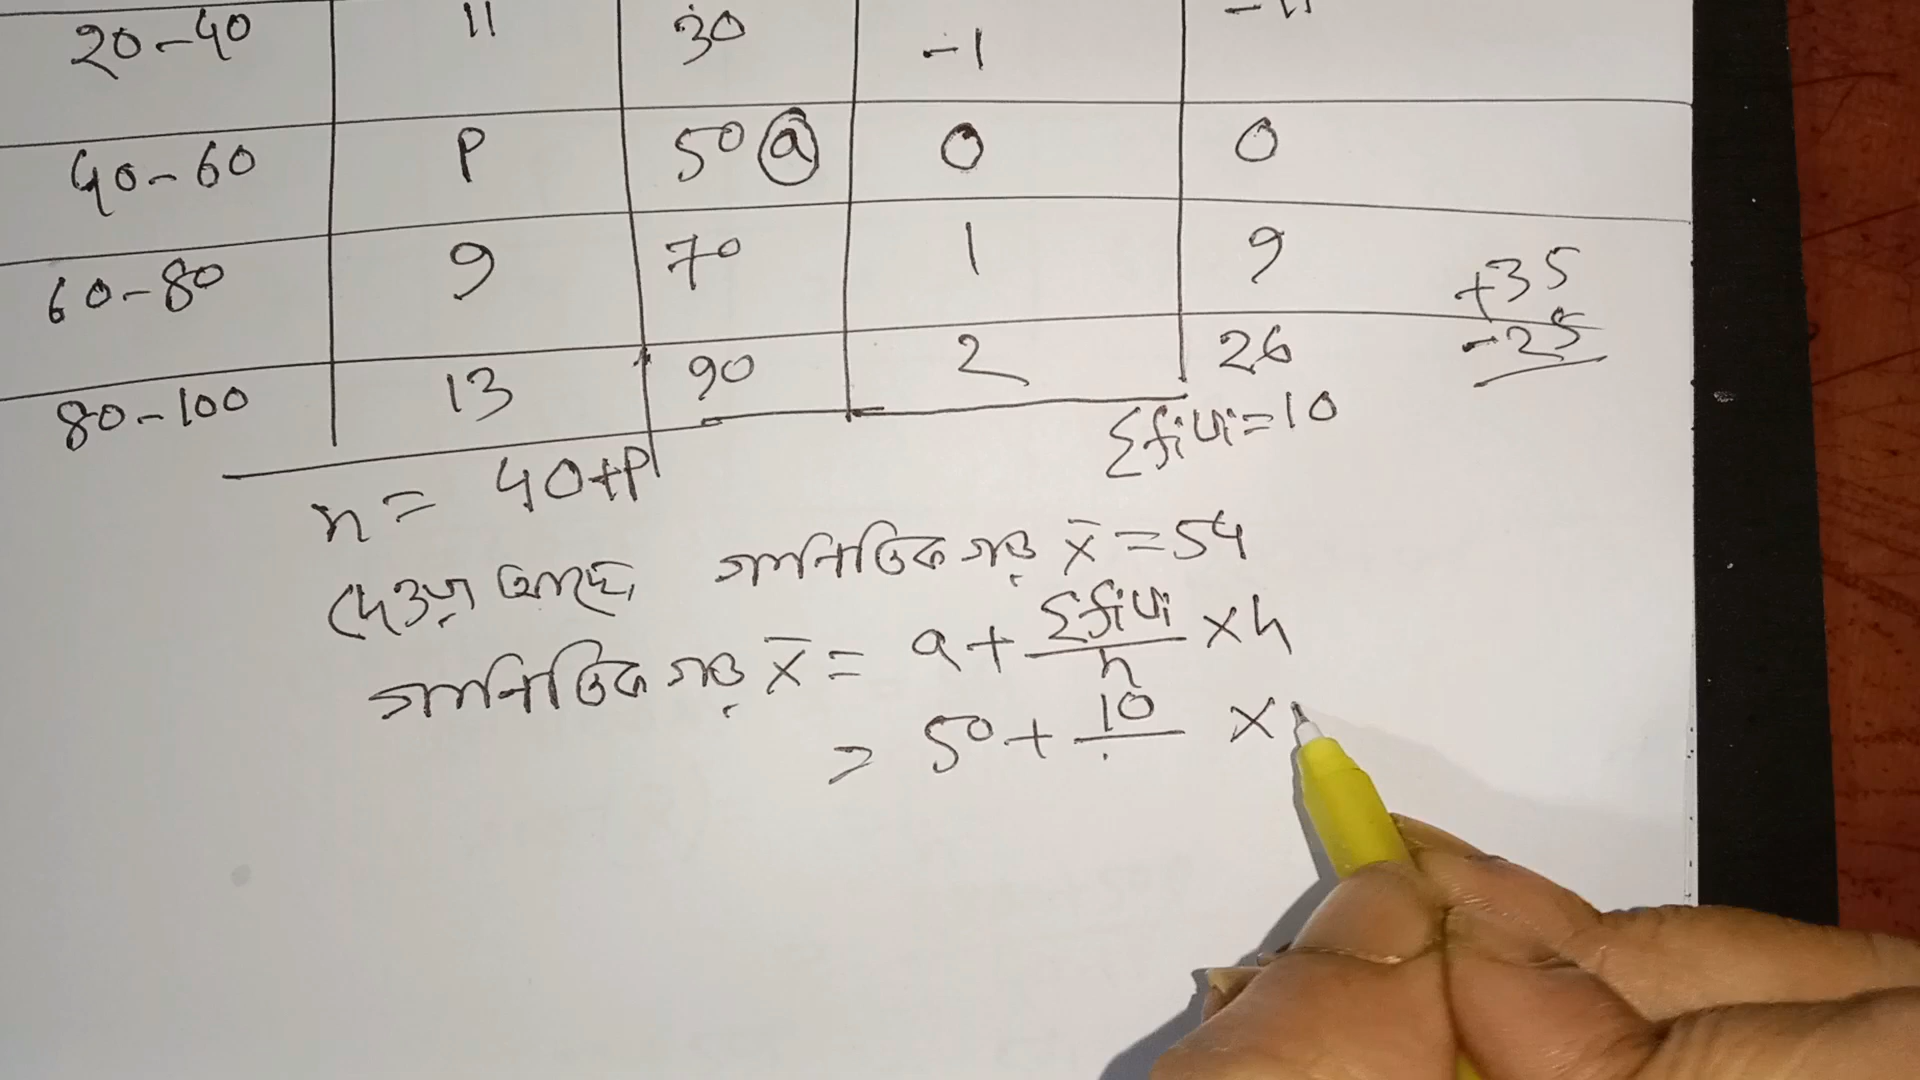 20-40 11 30 -1 -11
40-60 P 50 a 0 0
60-80 9 70 1 9 +35
80-100 13 90 2 26 -25
n = 40+P Σfiui=10
দেওয়া আছে গানিতিক গড় x̄ = 54
গানিতিক গড় x̄ = a + Σfiui/n × h
= 50 + 10/ ×